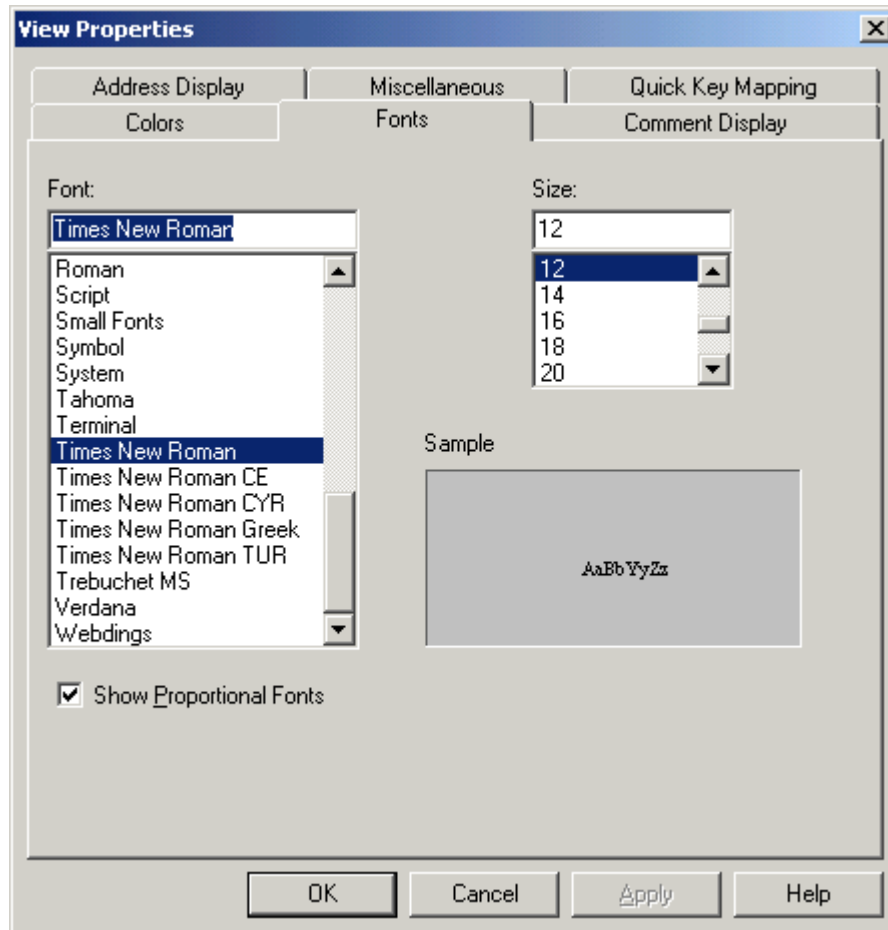 View Properties
Address Display
Miscellaneous
Quick Key Mapping
Colors
Fonts
Comment Display
Font:
Times New Roman
Roman
Script
Small Fonts
Symbol
System
Tahoma
Terminal
Times New Roman
Times New Roman CE
Times New Roman CYR
Times New Roman Greek
Times New Roman TUR
Trebuchet MS
Verdana
Webdings
Show Proportional Fonts
Size:
12
12
14
16
18
20
Sample
AaBbYyZz
OK
Cancel
Apply
Help